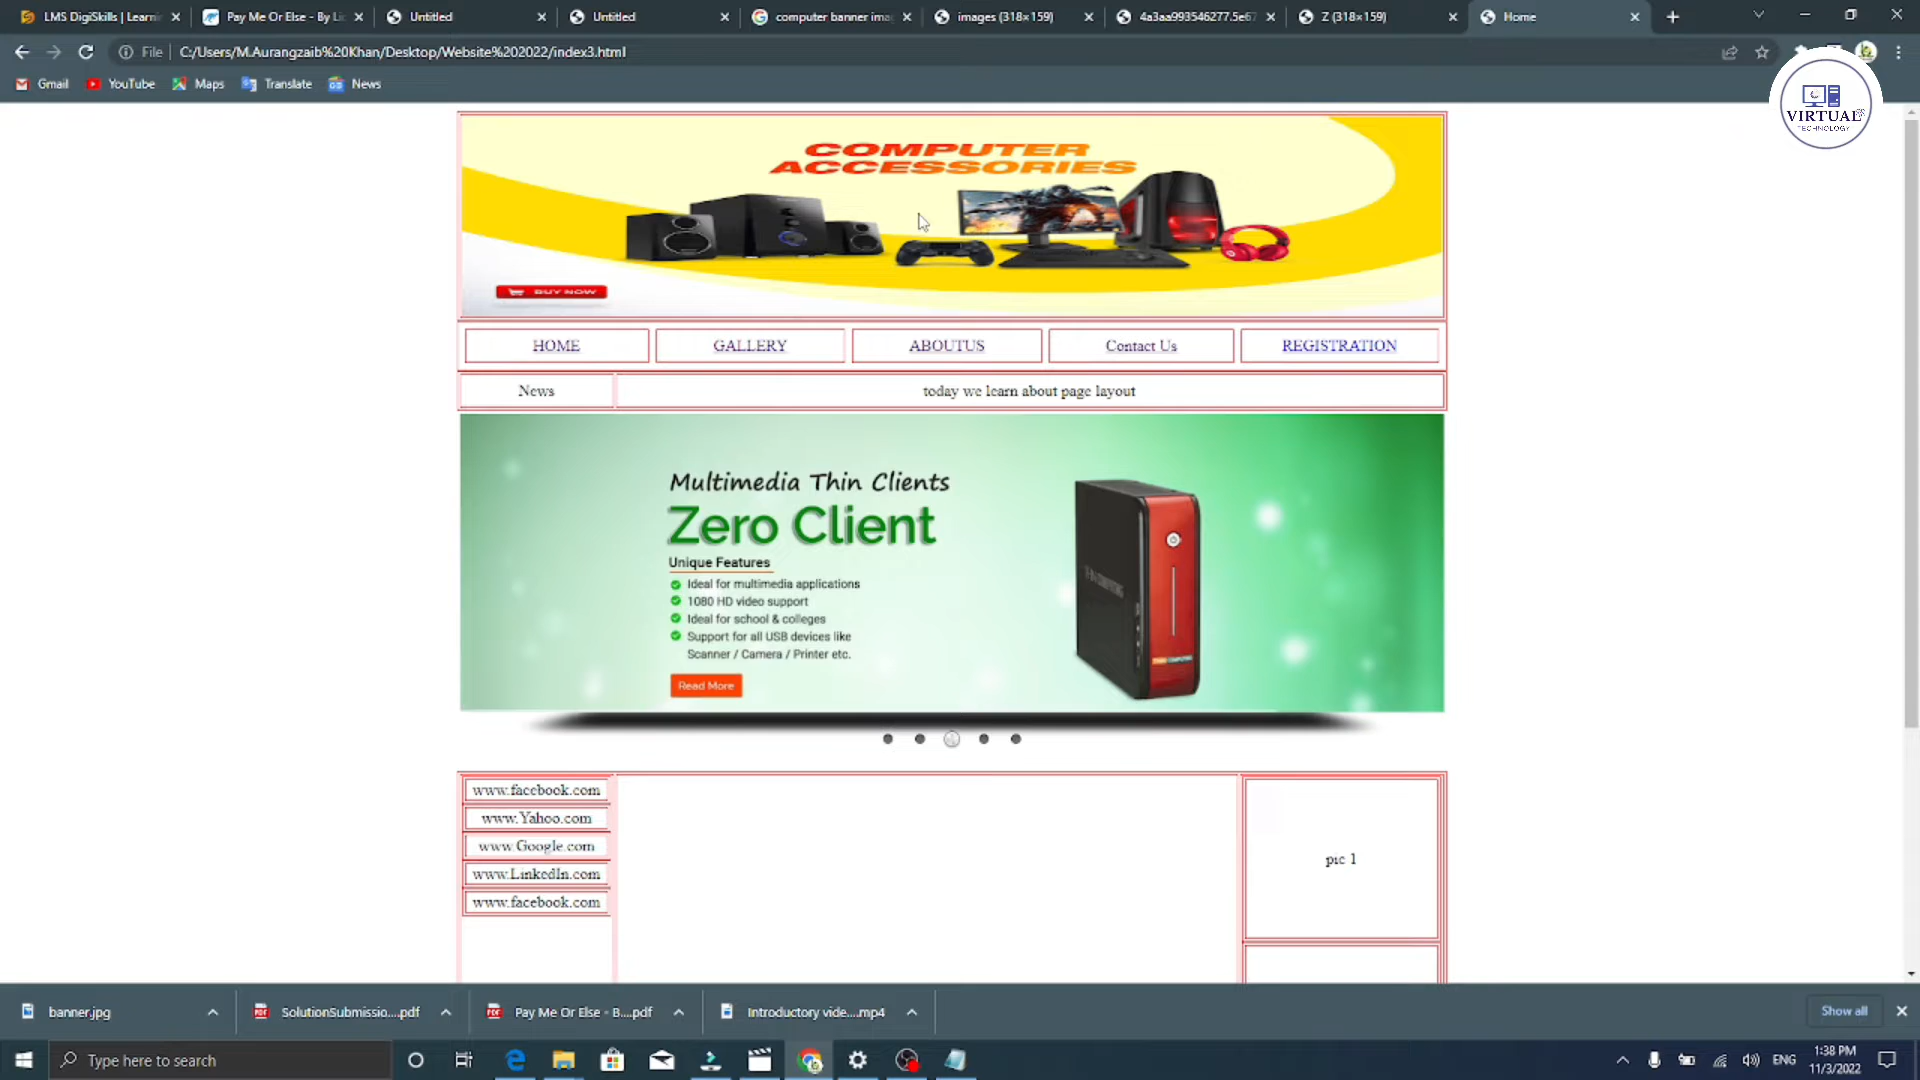 LMS DigiSkills | Learni
Pay Me Or Else - By Lic
Untitled
Untitled
computer banner ima
images (318×159)
4a3aa993546277.5e67
Z (318×159)
Home
File
C:/Users/M.Aurangzaib%20Khan/Desktop/Website%202022/index3.html
Gmail
YouTube
Maps
Translate
News
VIRTUAL
TECHNOLOGY
COMPUTER
ACCESSORIES
BUY NOW
HOME
GALLERY
ABOUTUS
Contact Us
REGISTRATION
News
today we learn about page layout
Multimedia Thin Clients
Zero Client
Unique Features
Ideal for multimedia applications
1080 HD video support
Ideal for school & colleges
Support for all USB devices like
Scanner / Camera / Printer etc.
Read More
www.facebook.com
www.Yahoo.com
www.Google.com
www.LinkedIn.com
www.facebook.com
pic 1
banner.jpg
SolutionSubmissio....pdf
Pay Me Or Else - B....pdf
Introductory vide....mp4
Show all
Type here to search
ENG
1:38 PM
11/3/2022